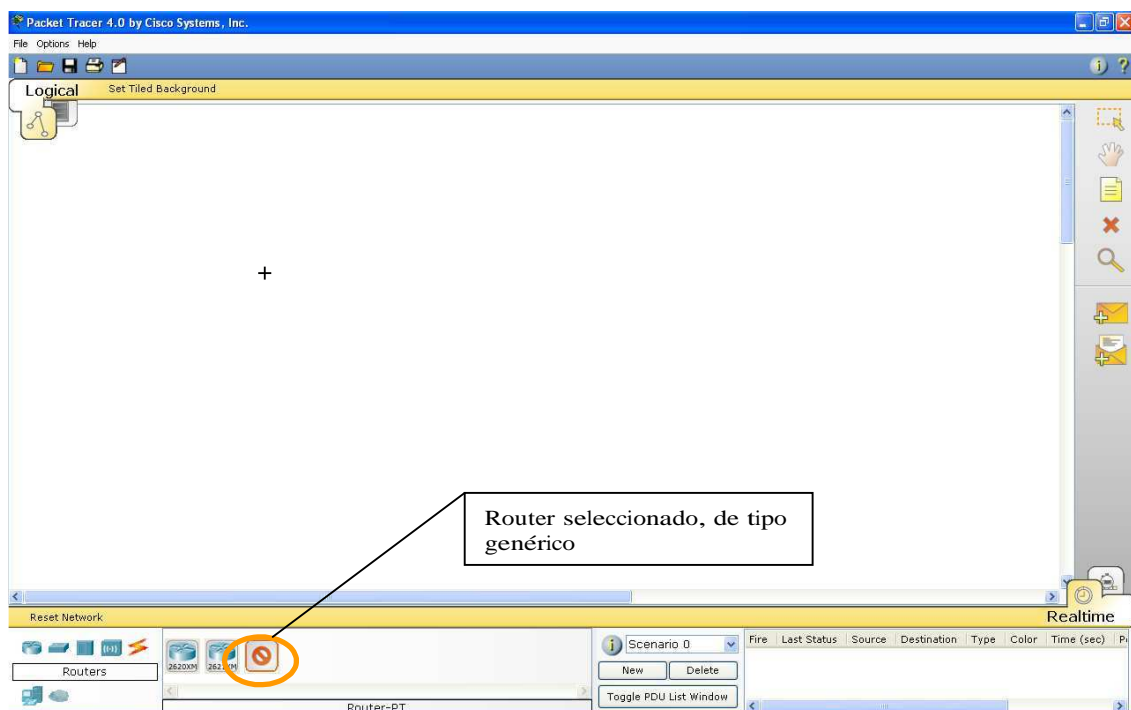 Packet Tracer 4.0 by Cisco Systems, Inc.
File Options Help
Logical Set Tiled Background
Router seleccionado, de tipo
genérico
Reset Network
Realtime
2620XM
Scenario 0
Fire Last Status Source Destination Type Color Time (sec)
Routers
New Delete
Toggle PDU List Window
Router-PT